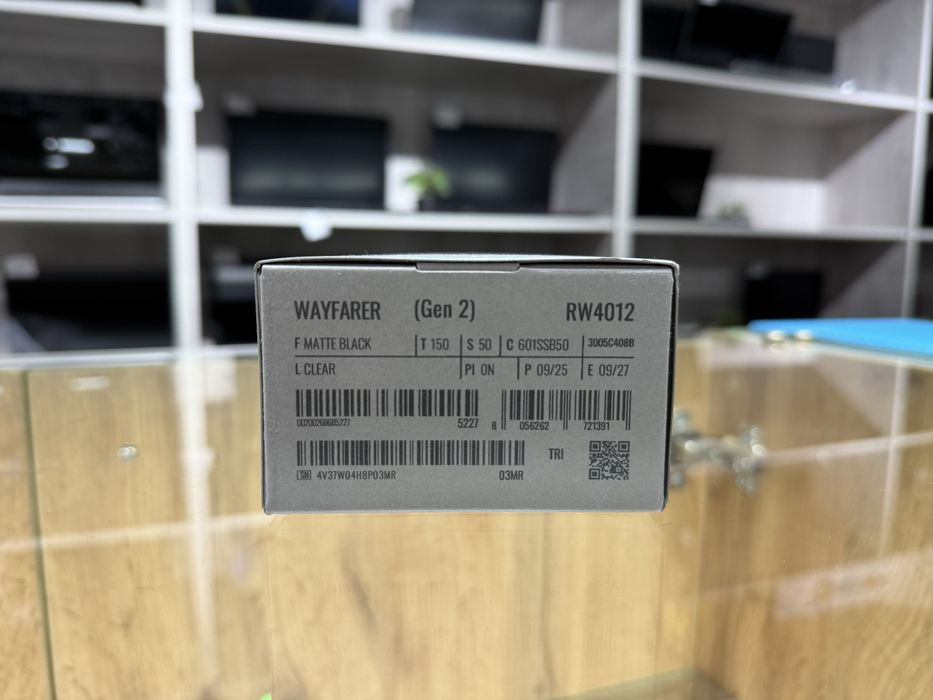 WAYFARER (Gen 2) RW4012
F MATTE BLACK T 150 S 50 C 601SSB50 3005C408B
L CLEAR PI ON P 09/25 E 09/27
00200268685227 5227 8 056262 721391
SN 4V37W04H8P03MR 03MR TRI